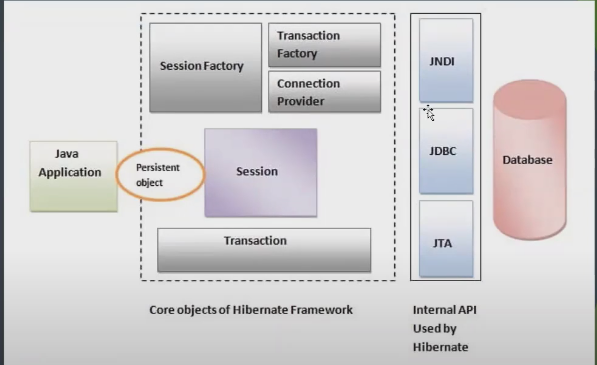 Transaction
Factory
Session Factory
Connection
Provider
JNDI
Java
Application
Persistent
object
Session
JDBC
Database
Transaction
JTA
Core objects of Hibernate Framework
Internal API
Used by
Hibernate